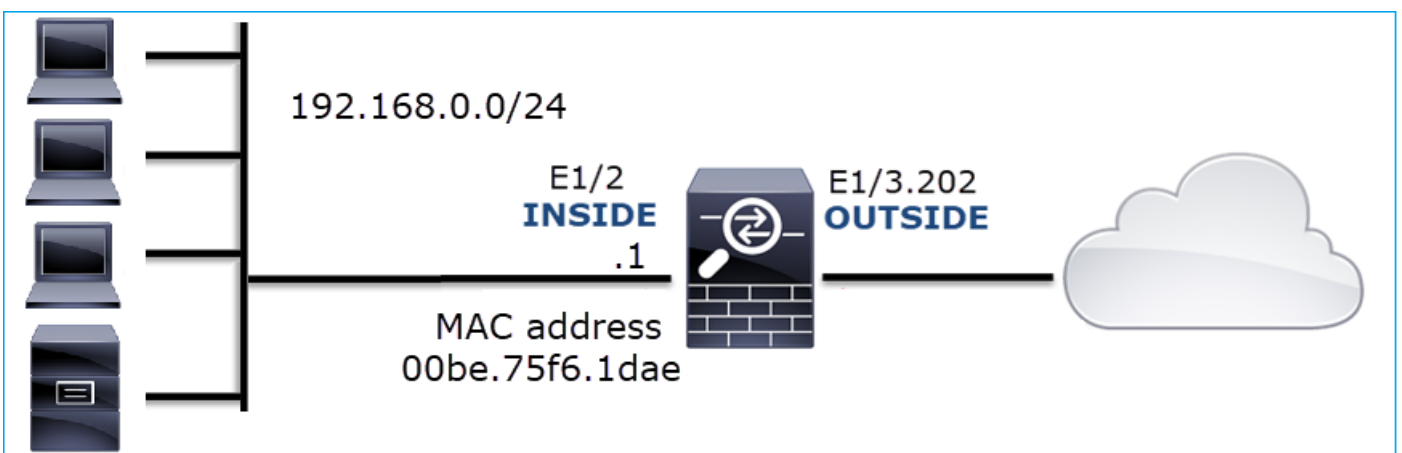 192.168.0.0/24
E1/2
INSIDE
.1
E1/3.202
OUTSIDE
MAC address
00be.75f6.1dae